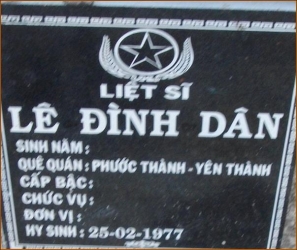 LIỆT SĨ
LÊ ĐÌNH DÂN
SINH NĂM :
QUÊ QUÁN : PHƯỚC THÀNH - YÊN THÀNH
CẤP BẬC :
CHỨC VỤ :
ĐƠN VỊ :
HY SINH : 25-02-1977